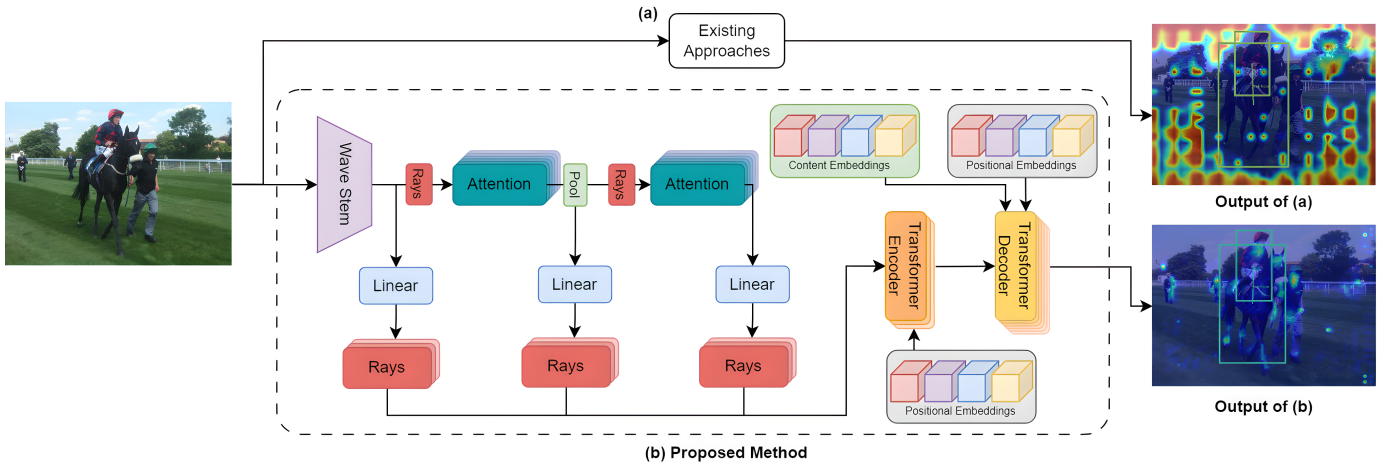 (a)
Existing
Approaches
Output of (a)
Wave Stem
Rays
Attention
Pool
Rays
Attention
Content Embeddings
Positional Embeddings
Linear
Linear
Linear
Transformer
Encoder
Transformer
Decoder
Rays
Rays
Rays
Positional Embeddings
Output of (b)
(b) Proposed Method